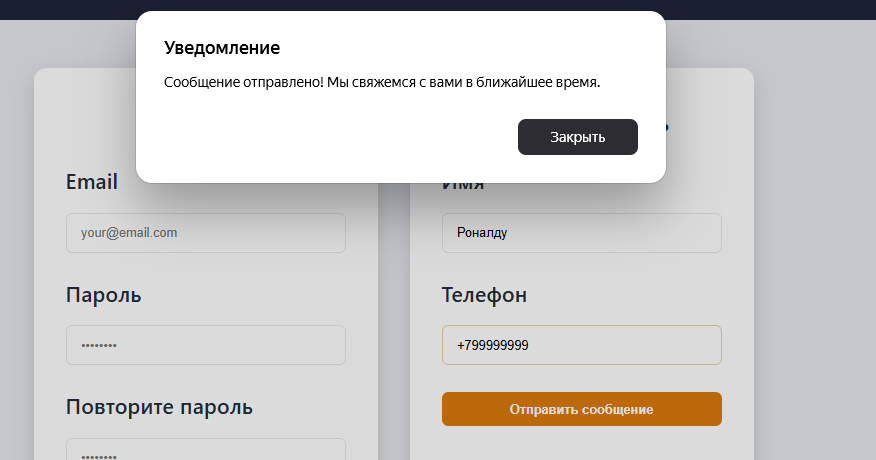 Уведомление
Сообщение отправлено! Мы свяжемся с вами в ближайшее время.
Закрыть
Email
your@email.com
Пароль
••••••••
Повторите пароль
••••••••
Имя
Роналду
Телефон
+799999999
Отправить сообщение